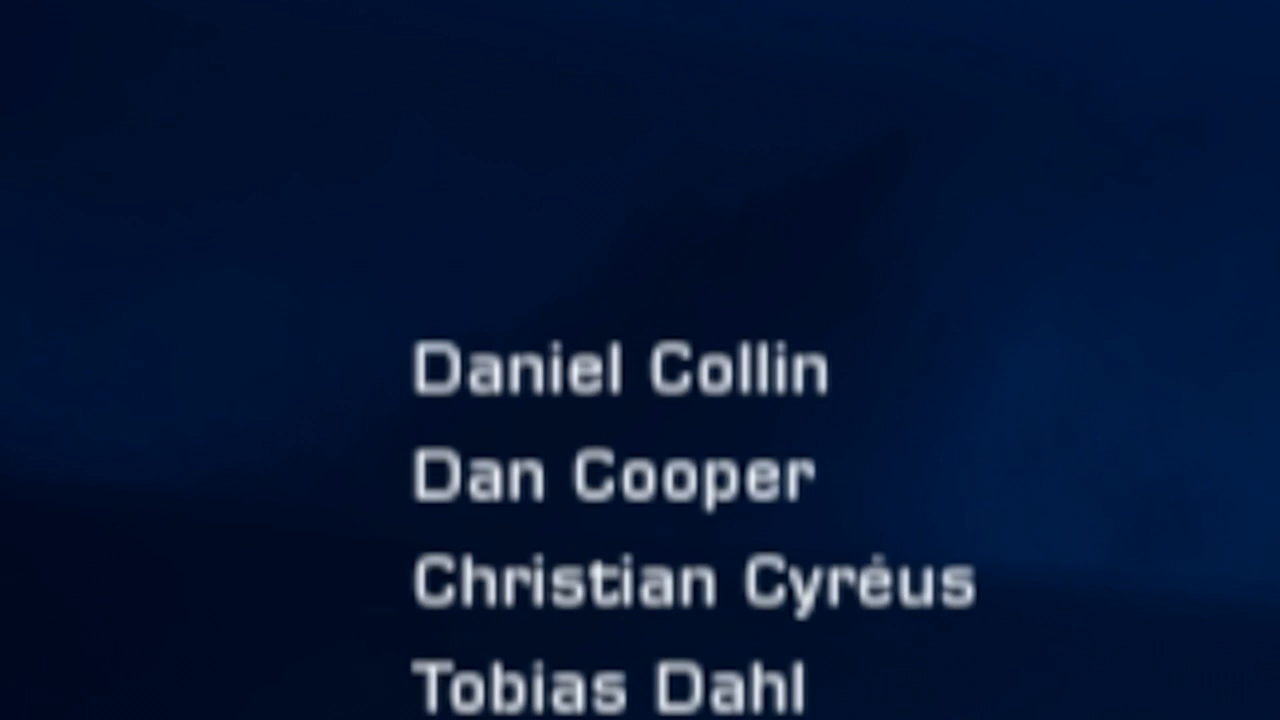 Daniel Collin
Dan Cooper
Christian Cyréus
Tobias Dahl